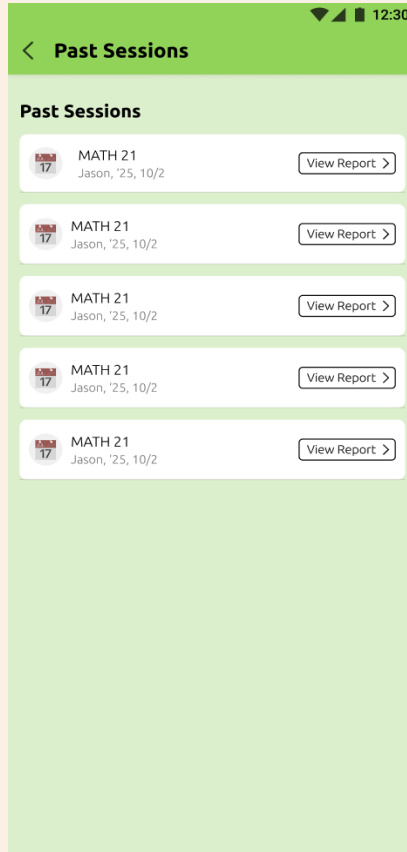 12:30
Past Sessions
Past Sessions
17
MATH 21
Jason, '25, 10/2
View Report
17
MATH 21
Jason, '25, 10/2
View Report
17
MATH 21
Jason, '25, 10/2
View Report
17
MATH 21
Jason, '25, 10/2
View Report
17
MATH 21
Jason, '25, 10/2
View Report